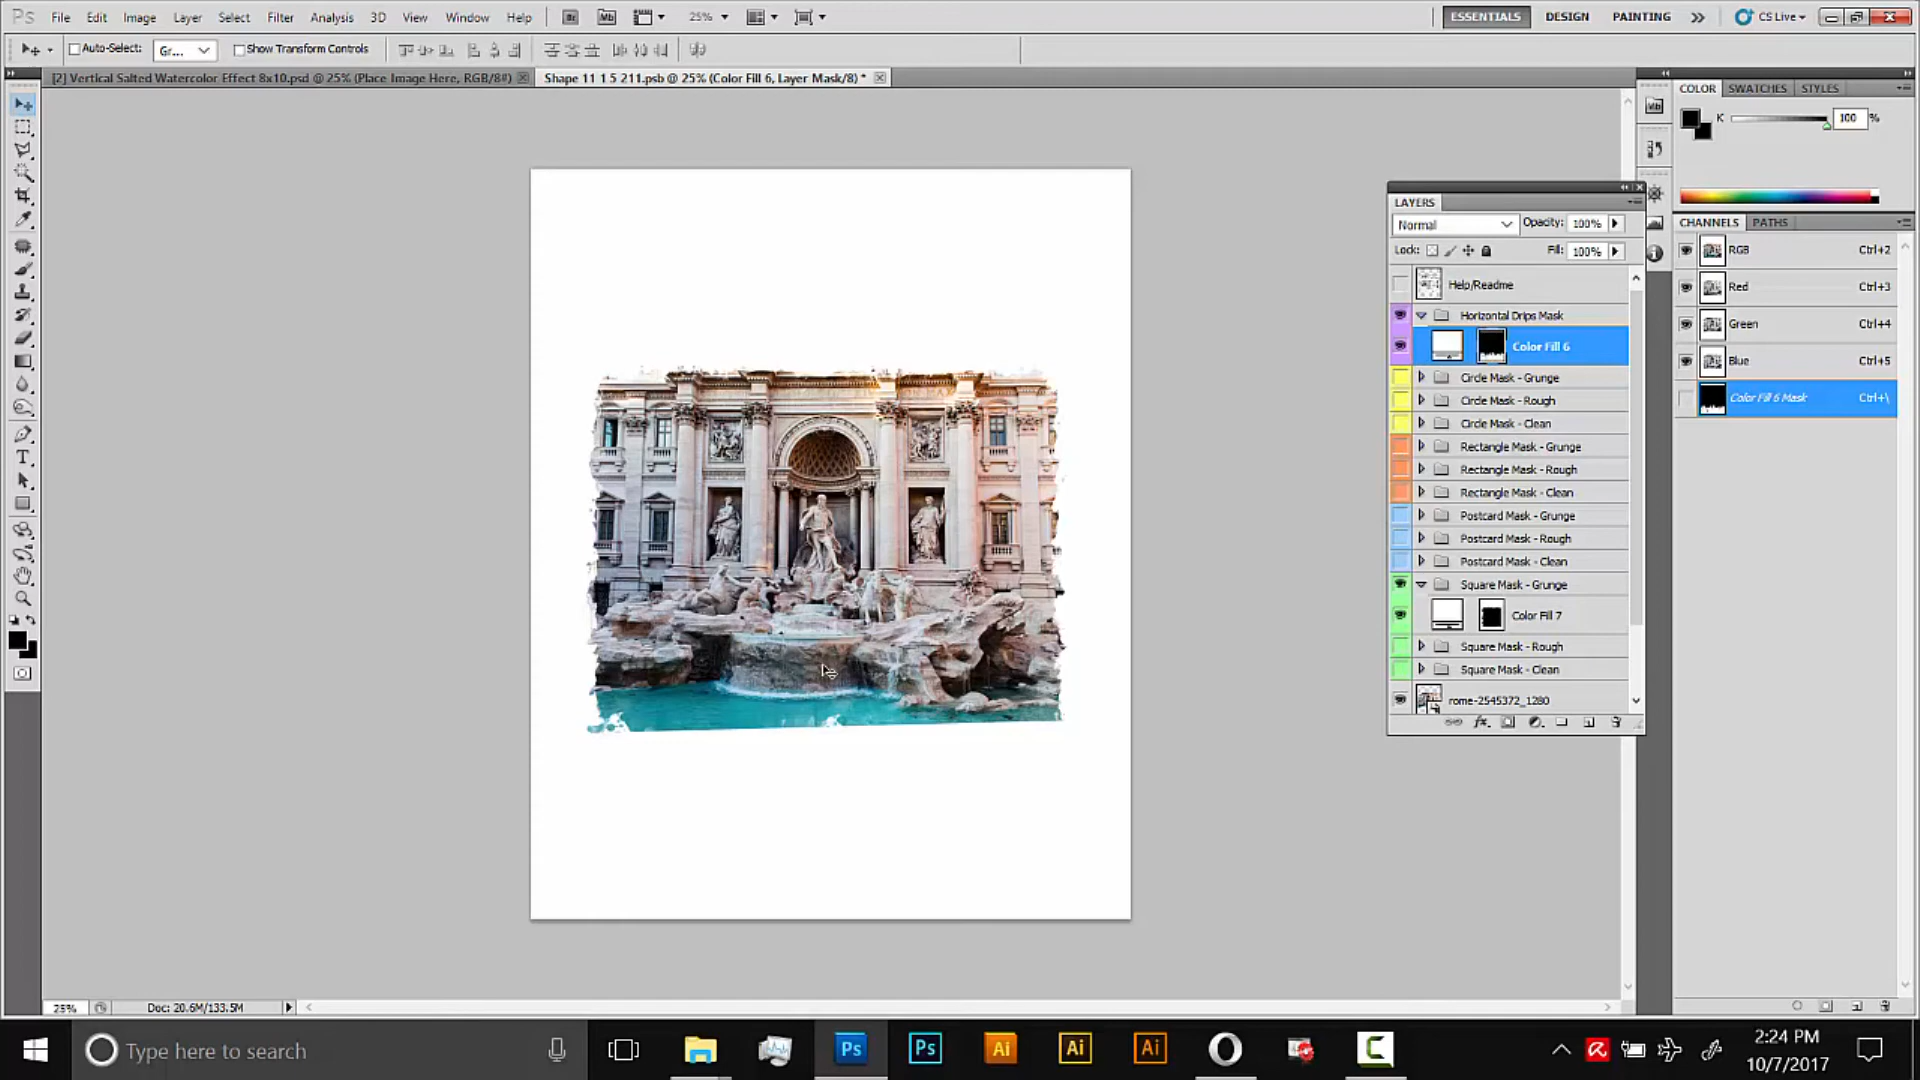 Ps File Edit Image Layer Select Filter Analysis 3D View Window Help Br Mb 25% ESSENTIALS DESIGN PAINTING CS Live
Auto-Select: Gr... Show Transform Controls
[2] Vertical Salted Watercolor Effect 8x10.psd @ 25% (Place Image Here, RGB/8#) Shape 11 1 5 211.psb @ 25% (Color Fill 6, Layer Mask/8) *
COLOR SWATCHES STYLES
Mb
K 100 %
LAYERS
Normal Opacity: 100%
Lock: Fill: 100%
Help/Readme
Horizontal Drips Mask
Color Fill 6
Circle Mask - Grunge
Circle Mask - Rough
Circle Mask - Clean
Rectangle Mask - Grunge
Rectangle Mask - Rough
Rectangle Mask - Clean
Postcard Mask - Grunge
Postcard Mask - Rough
Postcard Mask - Clean
Square Mask - Grunge
Color Fill 7
Square Mask - Rough
Square Mask - Clean
rome-2545372_1280
fx
CHANNELS PATHS
RGB Ctrl+2
Red Ctrl+3
Green Ctrl+4
Blue Ctrl+5
Color Fill 6 Mask Ctrl+\
T
25% Doc: 20.6M/133.5M
Type here to search
Ps Ps Ai Ai Ai
2:24 PM
10/7/2017